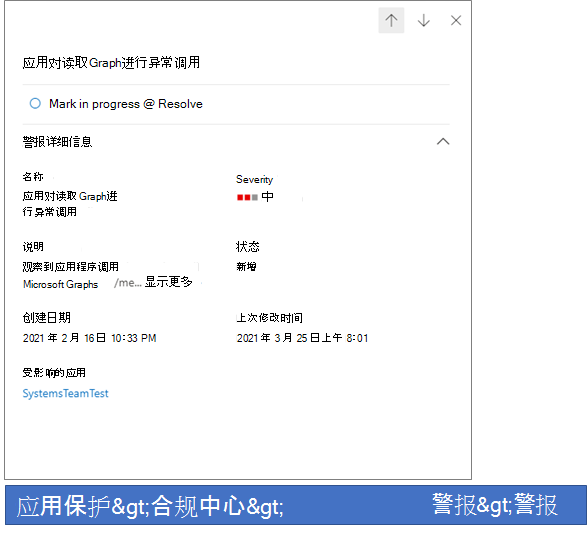 应用对读取Graph进行异常调用
Mark in progress @ Resolve
警报详细信息
名称
应用对读取 Graph进
行异常调用
Severity
中
说明
观察到应用程序调用
Microsoft Graphs /me... 显示更多
状态
新增
创建日期
2021 年 2 月 16日 10:33 PM
上次修改时间
2021 年 3 月 25日上午 8:01
受影响的应用
SystemsTeamTest
应用保护&gt;合规中心&gt; 警报&gt;警报